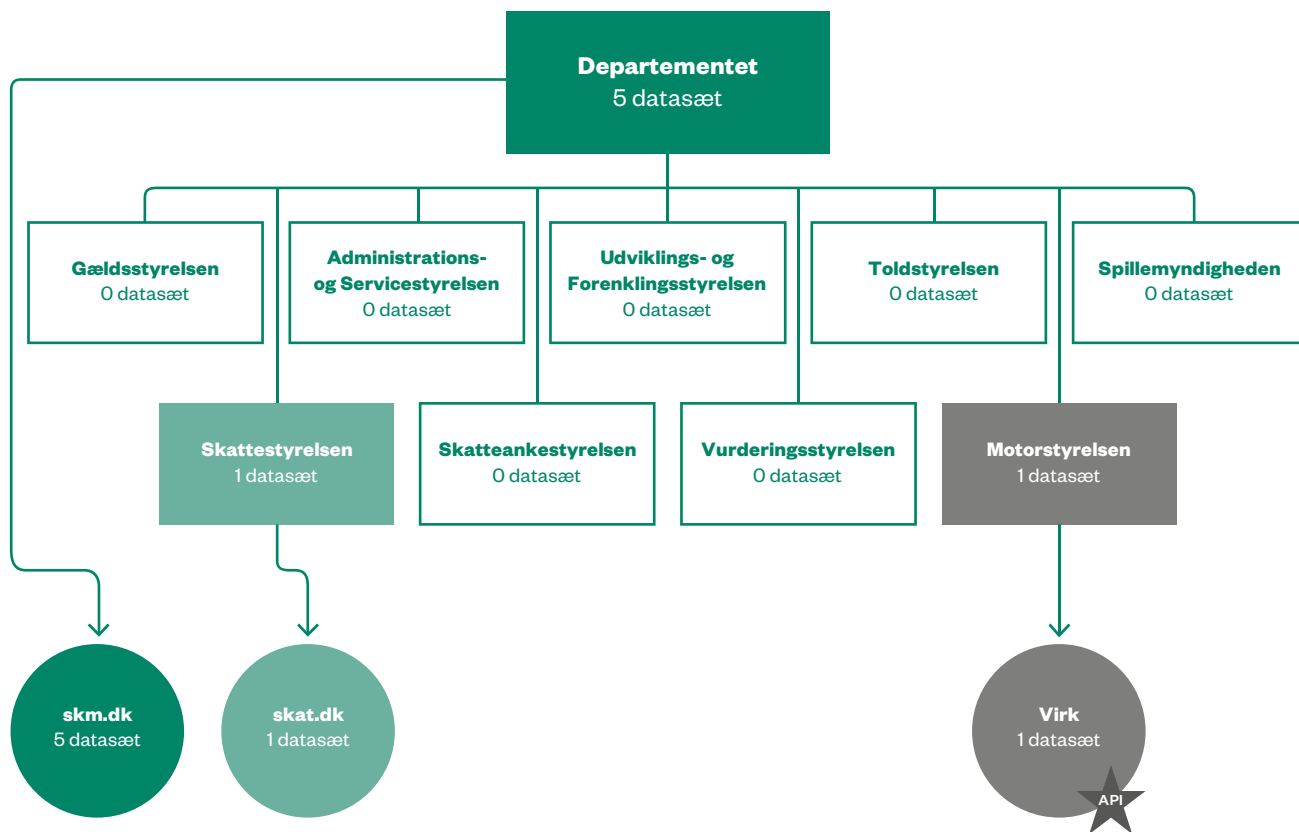 Departementet
5 datasæt
Gældsstyrelsen
0 datasæt
Administrations-
og Servicestyrelsen
0 datasæt
Udviklings- og
Forenklingsstyrelsen
0 datasæt
Toldstyrelsen
0 datasæt
Spillemyndigheden
0 datasæt
Skattestyrelsen
1 datasæt
Skatteankestyrelsen
0 datasæt
Vurderingsstyrelsen
0 datasæt
Motorstyrelsen
1 datasæt
skm.dk
5 datasæt
skat.dk
1 datasæt
Virk
1 datasæt
API